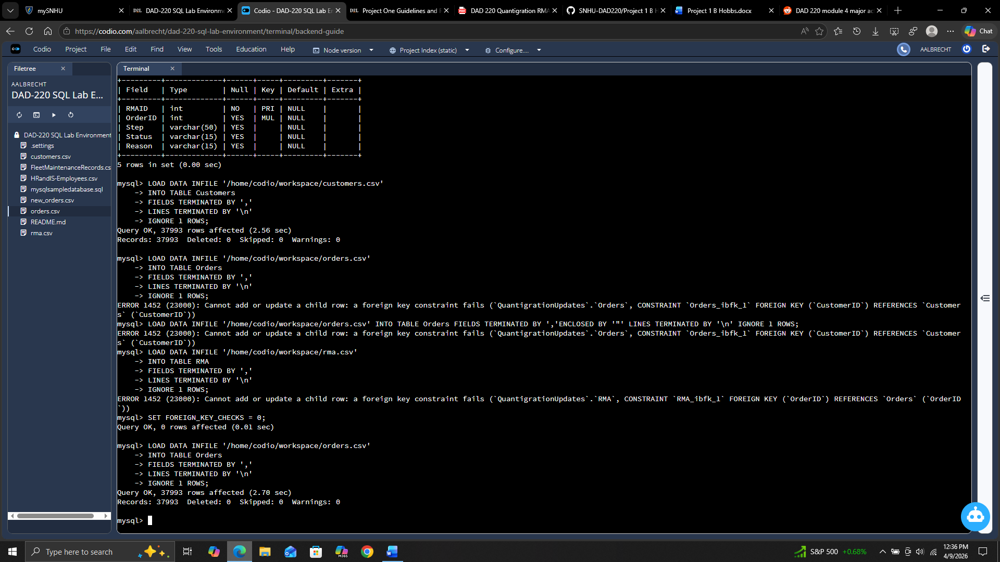 mySNHU
DAD-220 SQL Lab Environme
Codio - DAD-220 SQL Lab E
Project One Guidelines and
DAD 220 Quantigration RMA
SNHU-DAD220/Project 1 B H
Project 1 B Hobbs.docx
DAD 220 module 4 major ac
https://codio.com/aalbrecht/dad-220-sql-lab-environment/terminal/backend-guide
Chat
Codio Project File Edit Find View Tools Education Help Node version Project Index (static) Configure.... AALBRECHT
Filetree
Terminal
AALBRECHT
DAD-220 SQL Lab E...
DAD-220 SQL Lab Environment
.settings
customers.csv
FleetMaintenanceRecords.cs
HRandIS-Employees.csv
mysqlsampledatabase.sql
new_orders.csv
orders.csv
README.md
rma.csv
+---------+-------------+------+-----+---------+-------+
| Field   | Type        | Null | Key | Default | Extra |
+---------+-------------+------+-----+---------+-------+
| RMAID   | int         | NO   | PRI | NULL    |       |
| OrderID | int         | YES  | MUL | NULL    |       |
| Step    | varchar(50) | YES  |     | NULL    |       |
| Status  | varchar(15) | YES  |     | NULL    |       |
| Reason  | varchar(15) | YES  |     | NULL    |       |
+---------+-------------+------+-----+---------+-------+
5 rows in set (0.00 sec)
mysql> LOAD DATA INFILE '/home/codio/workspace/customers.csv'
    -> INTO TABLE Customers
    -> FIELDS TERMINATED BY ','
    -> LINES TERMINATED BY '\n'
    -> IGNORE 1 ROWS;
Query OK, 37993 rows affected (2.56 sec)
Records: 37993  Deleted: 0  Skipped: 0  Warnings: 0
mysql> LOAD DATA INFILE '/home/codio/workspace/orders.csv'
    -> INTO TABLE Orders
    -> FIELDS TERMINATED BY ','
    -> LINES TERMINATED BY '\n'
    -> IGNORE 1 ROWS;
ERROR 1452 (23000): Cannot add or update a child row: a foreign key constraint fails (`QuantigrationUpdates`.`Orders`, CONSTRAINT `Orders_ibfk_1` FOREIGN KEY (`CustomerID`) REFERENCES `Customer
s` (`CustomerID`))
mysql> LOAD DATA INFILE '/home/codio/workspace/orders.csv' INTO TABLE Orders FIELDS TERMINATED BY ','ENCLOSED BY '"' LINES TERMINATED BY '\n' IGNORE 1 ROWS;
ERROR 1452 (23000): Cannot add or update a child row: a foreign key constraint fails (`QuantigrationUpdates`.`Orders`, CONSTRAINT `Orders_ibfk_1` FOREIGN KEY (`CustomerID`) REFERENCES `Customer
s` (`CustomerID`))
mysql> LOAD DATA INFILE '/home/codio/workspace/rma.csv'
    -> INTO TABLE RMA
    -> FIELDS TERMINATED BY ','
    -> LINES TERMINATED BY '\n'
    -> IGNORE 1 ROWS;
ERROR 1452 (23000): Cannot add or update a child row: a foreign key constraint fails (`QuantigrationUpdates`.`RMA`, CONSTRAINT `RMA_ibfk_1` FOREIGN KEY (`OrderID`) REFERENCES `Orders` (`OrderID
`))
mysql> SET FOREIGN_KEY_CHECKS = 0;
Query OK, 0 rows affected (0.01 sec)
mysql> LOAD DATA INFILE '/home/codio/workspace/orders.csv'
    -> INTO TABLE Orders
    -> FIELDS TERMINATED BY ','
    -> LINES TERMINATED BY '\n'
    -> IGNORE 1 ROWS;
Query OK, 37993 rows affected (2.70 sec)
Records: 37993  Deleted: 0  Skipped: 0  Warnings: 0
mysql>
Type here to search
M365
S&P 500 +0.68%
12:36 PM
4/9/2026